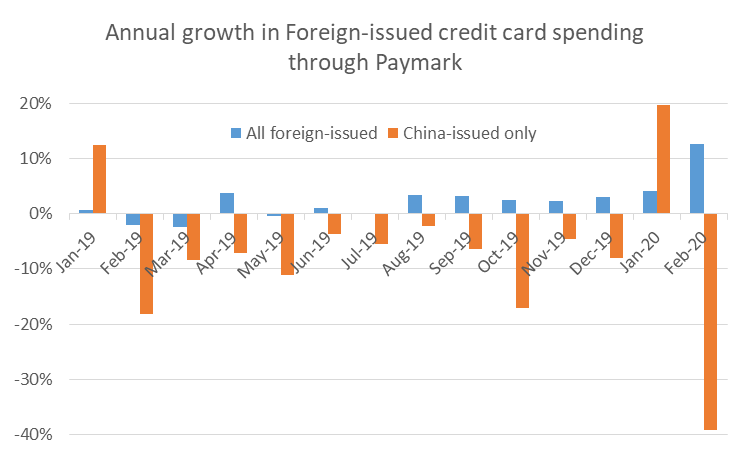 Annual growth in Foreign-issued credit card spending
through Paymark
20%
All foreign-issued
China-issued only
10%
0%
Jan-19
Feb-19
Mar-19
Apr-19
May-19
Jun-19
Jul-19
Aug-19
Sep-19
Oct-19
Nov-19
Dec-19
Jan-20
Feb-20
-10%
-20%
-30%
-40%